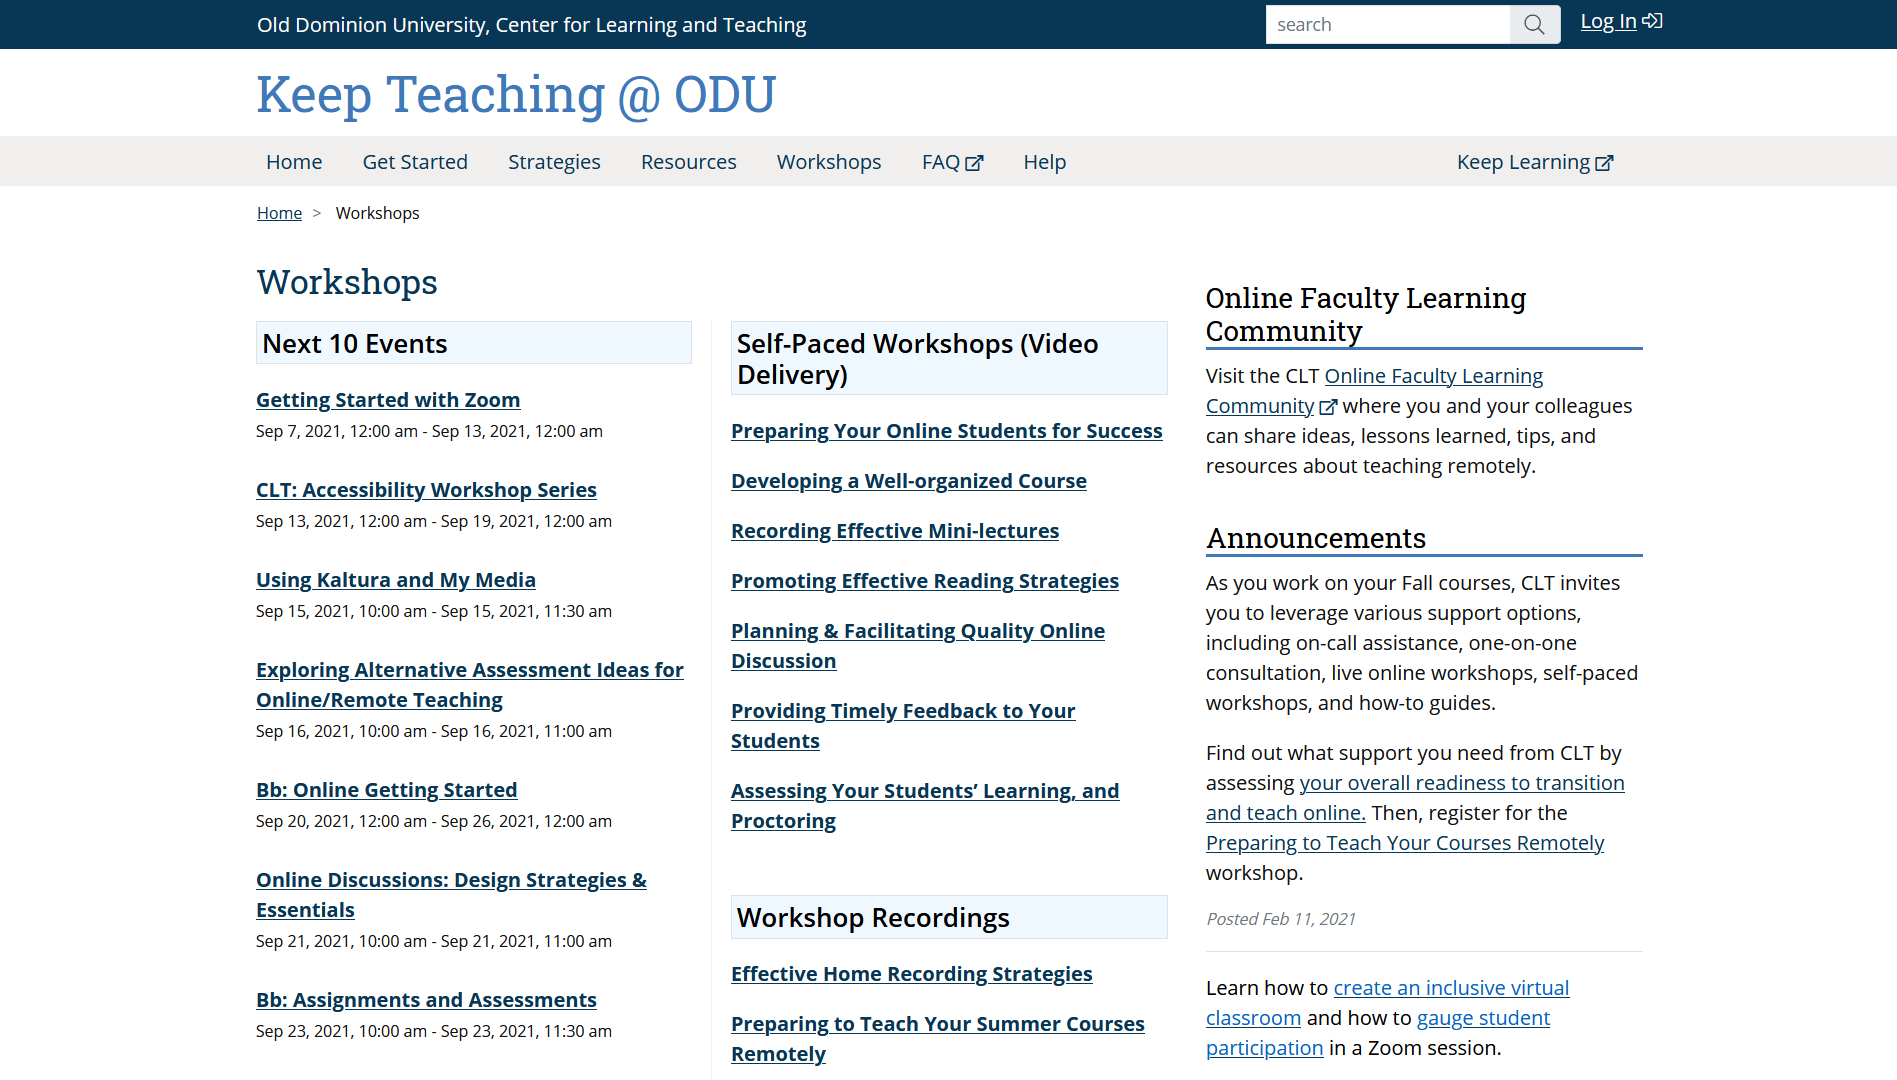 Old Dominion University, Center for Learning and Teaching
search
Log In
Keep Teaching @ ODU
Home
Get Started
Strategies
Resources
Workshops
FAQ
Help
Keep Learning
Home > Workshops
Workshops
Next 10 Events
Getting Started with Zoom
Sep 7, 2021, 12:00 am - Sep 13, 2021, 12:00 am
CLT: Accessibility Workshop Series
Sep 13, 2021, 12:00 am - Sep 19, 2021, 12:00 am
Using Kaltura and My Media
Sep 15, 2021, 10:00 am - Sep 15, 2021, 11:30 am
Exploring Alternative Assessment Ideas for
Online/Remote Teaching
Sep 16, 2021, 10:00 am - Sep 16, 2021, 11:00 am
Bb: Online Getting Started
Sep 20, 2021, 12:00 am - Sep 26, 2021, 12:00 am
Online Discussions: Design Strategies &
Essentials
Sep 21, 2021, 10:00 am - Sep 21, 2021, 11:00 am
Bb: Assignments and Assessments
Sep 23, 2021, 10:00 am - Sep 23, 2021, 11:30 am
Self-Paced Workshops (Video
Delivery)
Preparing Your Online Students for Success
Developing a Well-organized Course
Recording Effective Mini-lectures
Promoting Effective Reading Strategies
Planning & Facilitating Quality Online
Discussion
Providing Timely Feedback to Your
Students
Assessing Your Students’ Learning, and
Proctoring
Workshop Recordings
Effective Home Recording Strategies
Preparing to Teach Your Summer Courses
Remotely
Online Faculty Learning
Community
Visit the CLT Online Faculty Learning
Community where you and your colleagues
can share ideas, lessons learned, tips, and
resources about teaching remotely.
Announcements
As you work on your Fall courses, CLT invites
you to leverage various support options,
including on-call assistance, one-on-one
consultation, live online workshops, self-paced
workshops, and how-to guides.
Find out what support you need from CLT by
assessing your overall readiness to transition
and teach online. Then, register for the
Preparing to Teach Your Courses Remotely
workshop.
Posted Feb 11, 2021
Learn how to create an inclusive virtual
classroom and how to gauge student
participation in a Zoom session.